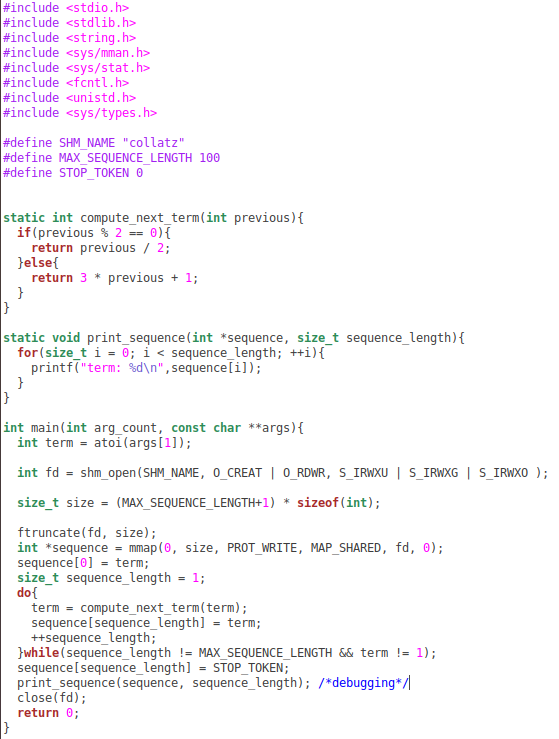 #include <stdio.h>
#include <stdlib.h>
#include <string.h>
#include <sys/mman.h>
#include <sys/stat.h>
#include <fcntl.h>
#include <unistd.h>
#include <sys/types.h>

#define SHM_NAME "collatz"
#define MAX_SEQUENCE_LENGTH 100
#define STOP_TOKEN 0


static int compute_next_term(int previous){
  if(previous % 2 == 0){
    return previous / 2;
  }else{
    return 3 * previous + 1;
  }
}

static void print_sequence(int *sequence, size_t sequence_length){
  for(size_t i = 0; i < sequence_length; ++i){
    printf("term: %d\n",sequence[i]);
  }
}

int main(int arg_count, const char **args){
  int term = atoi(args[1]);

  int fd = shm_open(SHM_NAME, O_CREAT | O_RDWR, S_IRWXU | S_IRWXG | S_IRWXO );

  size_t size = (MAX_SEQUENCE_LENGTH+1) * sizeof(int);

  ftruncate(fd, size);
  int *sequence = mmap(0, size, PROT_WRITE, MAP_SHARED, fd, 0);
  sequence[0] = term;
  size_t sequence_length = 1;
  do{
    term = compute_next_term(term);
    sequence[sequence_length] = term;
    ++sequence_length;
  }while(sequence_length != MAX_SEQUENCE_LENGTH && term != 1);
  sequence[sequence_length] = STOP_TOKEN;
  print_sequence(sequence, sequence_length); /*debugging*/
  close(fd);
  return 0;
}